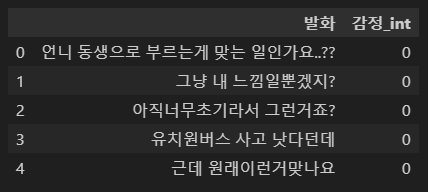 발화 감정_int
0 언니 동생으로 부르는게 맞는 일인가요..?? 0
1 그냥 내 느낌일뿐겠지? 0
2 아직너무초기라서 그런거죠? 0
3 유치원버스 사고 낫다던데 0
4 근데 원래이런거맞나요 0